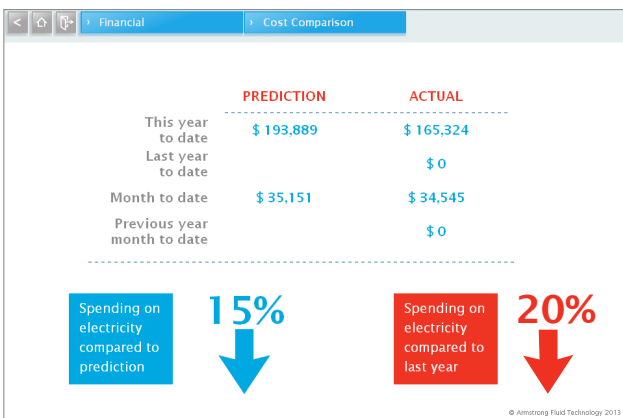 < › Financial › Cost Comparison
PREDICTION ACTUAL
This year
to date $ 193,889 $ 165,324
Last year
to date $ 0
Month to date $ 35,151 $ 34,545
Previous year
month to date $ 0
Spending on
electricity
compared to
prediction
15%
Spending on
electricity
compared to
last year
20%
© Armstrong Fluid Technology 2013